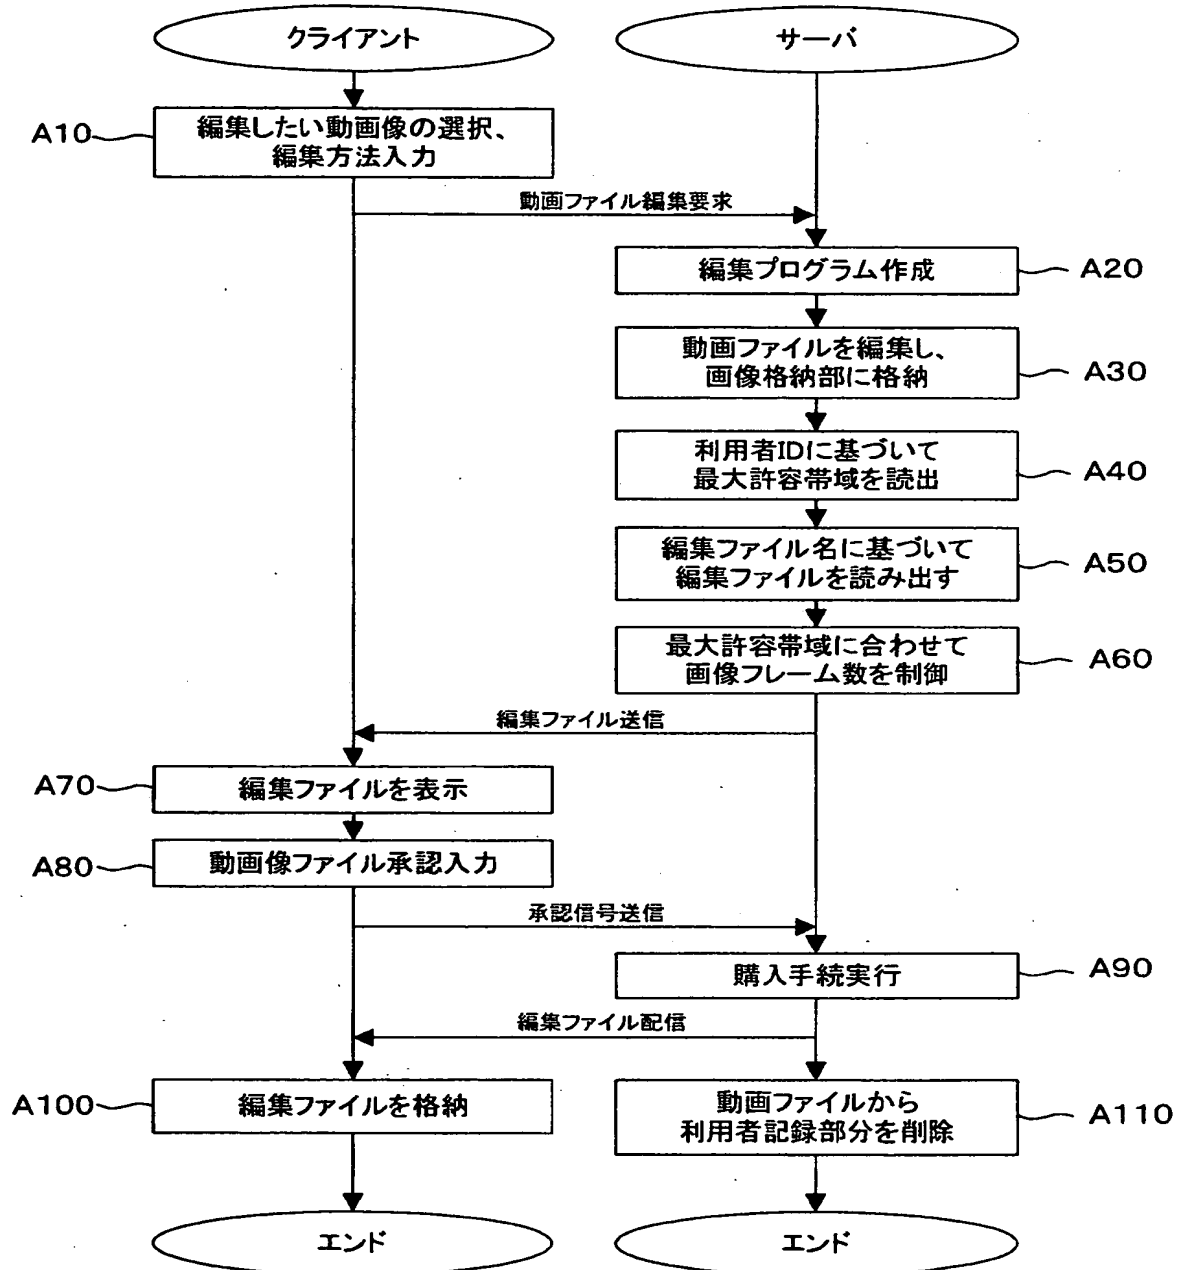 クライアント
サーバ
A10
編集したい動画像の選択、
編集方法入力
動画ファイル編集要求
編集プログラム作成
A20
動画ファイルを編集し、
画像格納部に格納
A30
利用者IDに基づいて
最大許容帯域を読出
A40
編集ファイル名に基づいて
編集ファイルを読み出す
A50
最大許容帯域に合わせて
画像フレーム数を制御
A60
編集ファイル送信
A70
編集ファイルを表示
A80
動画像ファイル承認入力
承認信号送信
購入手続実行
A90
編集ファイル配信
A100
編集ファイルを格納
動画ファイルから
利用者記録部分を削除
A110
エンド
エンド